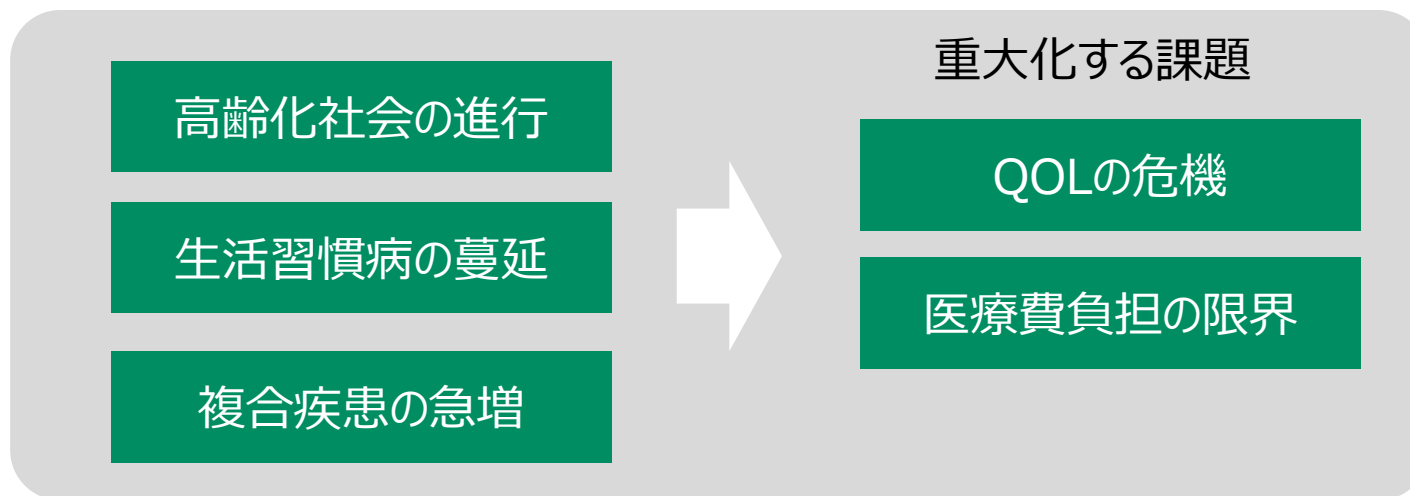 高齢化社会の進行
生活習慣病の蔓延
複合疾患の急増
重大化する課題
QOLの危機
医療費負担の限界